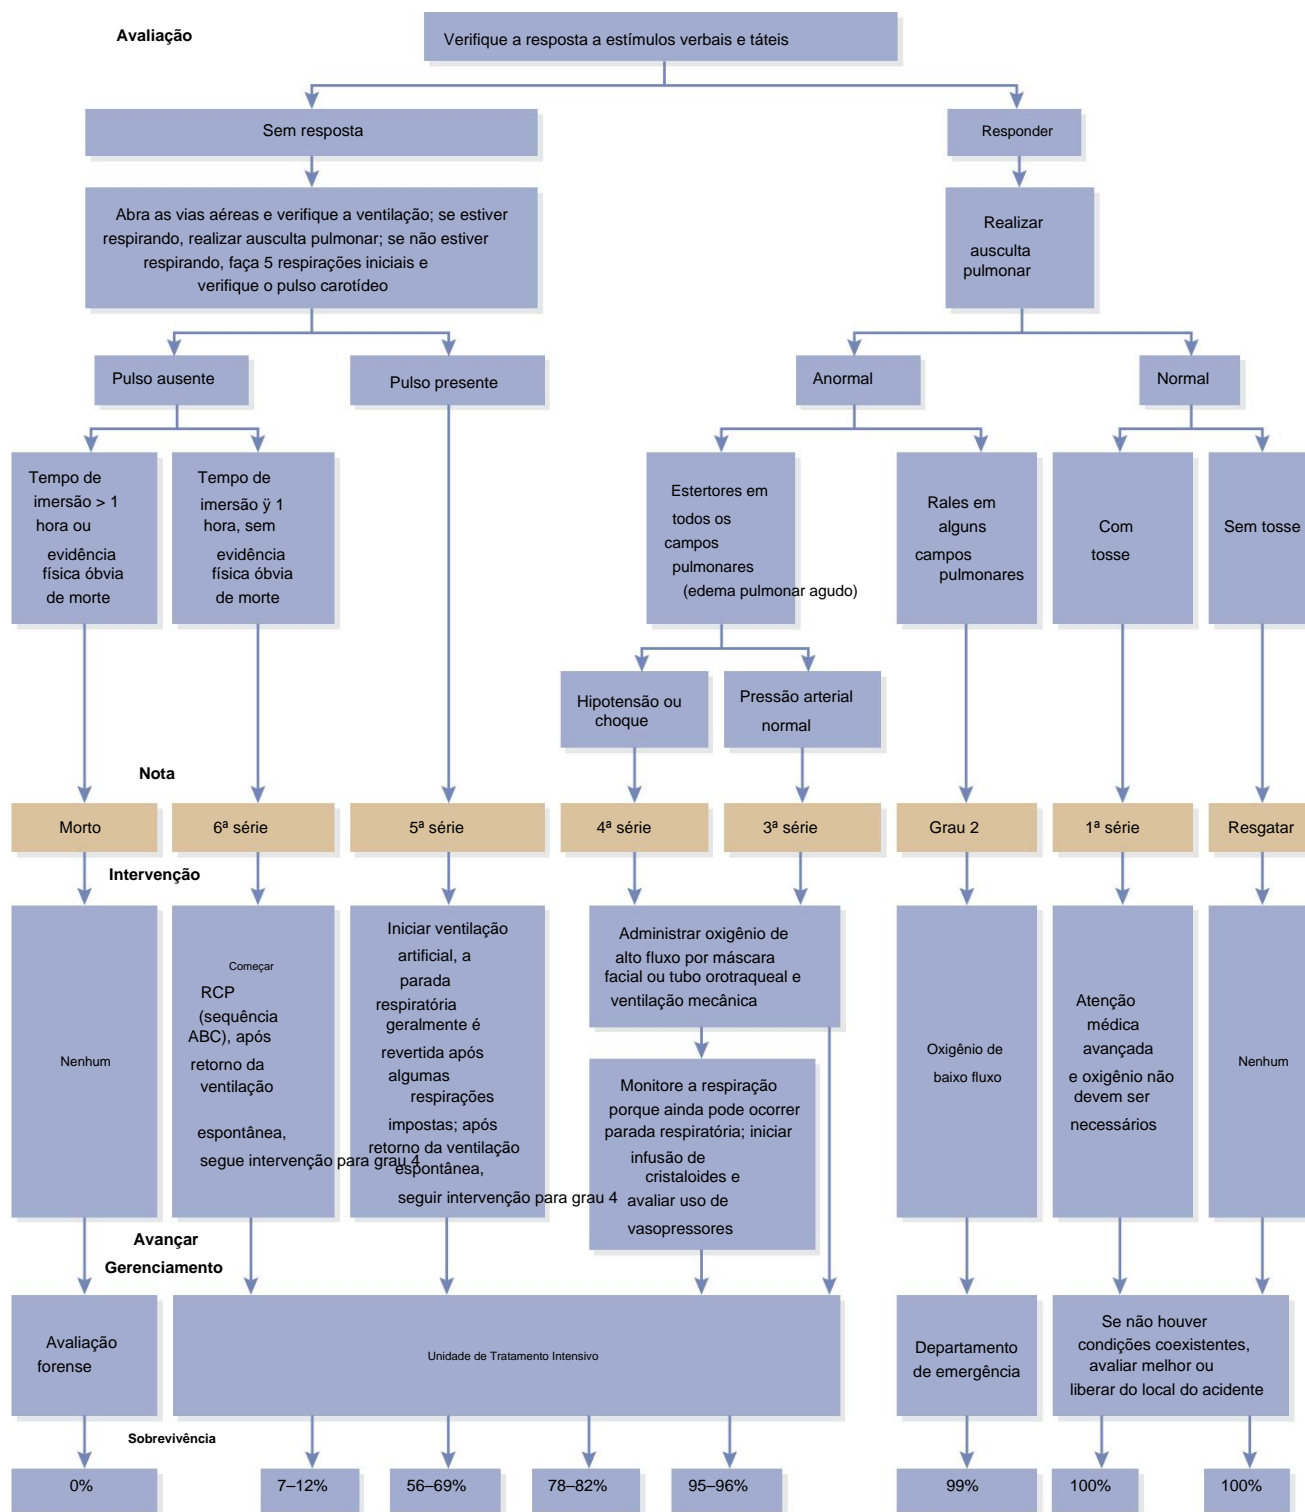 Avaliação
Verifique a resposta a estímulos verbais e táteis
Sem resposta
Responder
Abra as vias aéreas e verifique a ventilação; se estiver
respirando, realizar ausculta pulmonar; se não estiver
respirando, faça 5 respirações iniciais e
verifique o pulso carotídeo
Realizar
ausculta
pulmonar
Pulso ausente
Pulso presente
Anormal
Normal
Tempo de
imersão > 1
hora ou
evidência
física óbvia
de morte
Tempo de
imersão ÿ 1
hora, sem
evidência
física óbvia
de morte
Estertores em
todos os
campos
pulmonares
(edema pulmonar agudo)
Rales em
alguns
campos
pulmonares
Com
tosse
Sem tosse
Hipotensão ou
choque
Pressão arterial
normal
Nota
Morto
6ª série
5ª série
4ª série
3ª série
Grau 2
1ª série
Resgatar
Intervenção
Nenhum
Começar
RCP
(sequência
ABC), após
retorno da
ventilação
espontânea,
segue intervenção para grau 4
Iniciar ventilação
artificial, a
parada
respiratória
geralmente é
revertida após
algumas
respirações
impostas; após
retorno da ventilação
espontânea,
seguir intervenção para grau 4
Administrar oxigênio de
alto fluxo por máscara
facial ou tubo orotraqueal e
ventilação mecânica
Monitore a respiração
porque ainda pode ocorrer
parada respiratória; iniciar
infusão de
cristaloides e
avaliar uso de
vasopressores
Oxigênio de
baixo fluxo
Atenção
médica
avançada
e oxigênio não
devem ser
necessários
Nenhum
Avançar
Gerenciamento
Avaliação
forense
Unidade de Tratamento Intensivo
Departamento
de emergência
Se não houver
condições coexistentes,
avaliar melhor ou
liberar do local do acidente
Sobrevivência
0%
7–12%
56–69%
78–82%
95–96%
99%
100%
100%